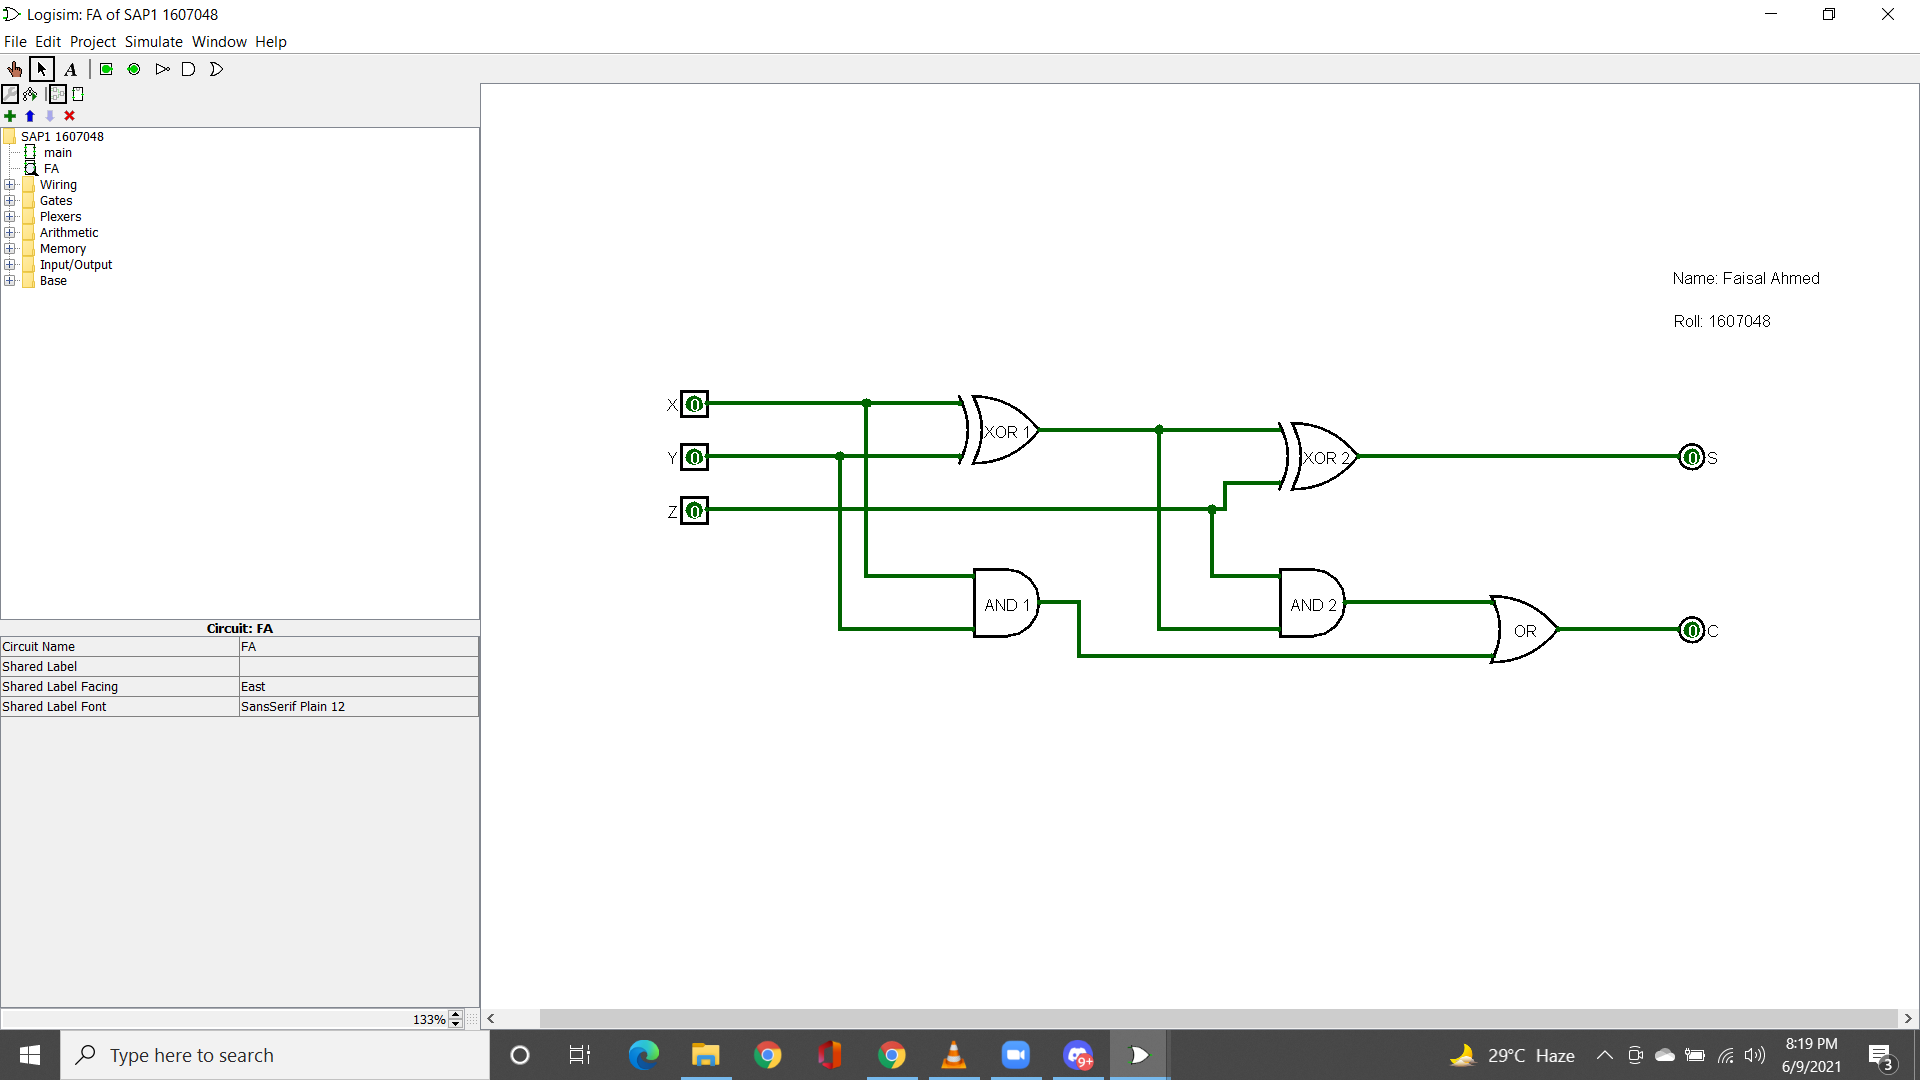 Logisim: FA of SAP1 1607048
File Edit Project Simulate Window Help
A
SAP1 1607048
main
FA
Wiring
Gates
Plexers
Arithmetic
Memory
Input/Output
Base
Circuit: FA
Circuit Name FA
Shared Label
Shared Label Facing East
Shared Label Font SansSerif Plain 12
133%
Name: Faisal Ahmed
Roll: 1607048
X 0
XOR 1
Y 0
XOR 2
0 S
Z 0
AND 1
AND 2
OR
0 C
Type here to search
9+
29°C Haze
8:19 PM
6/9/2021
3